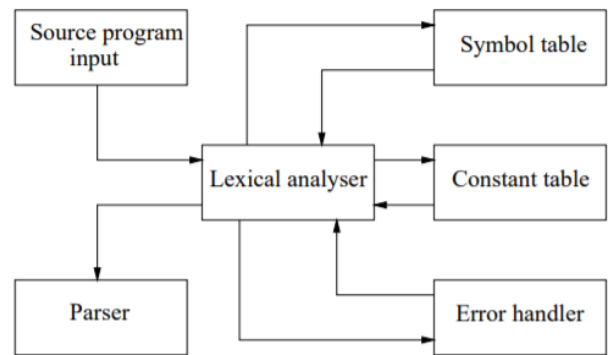 Source program
input
Symbol table
Lexical analyser
Constant table
Parser
Error handler